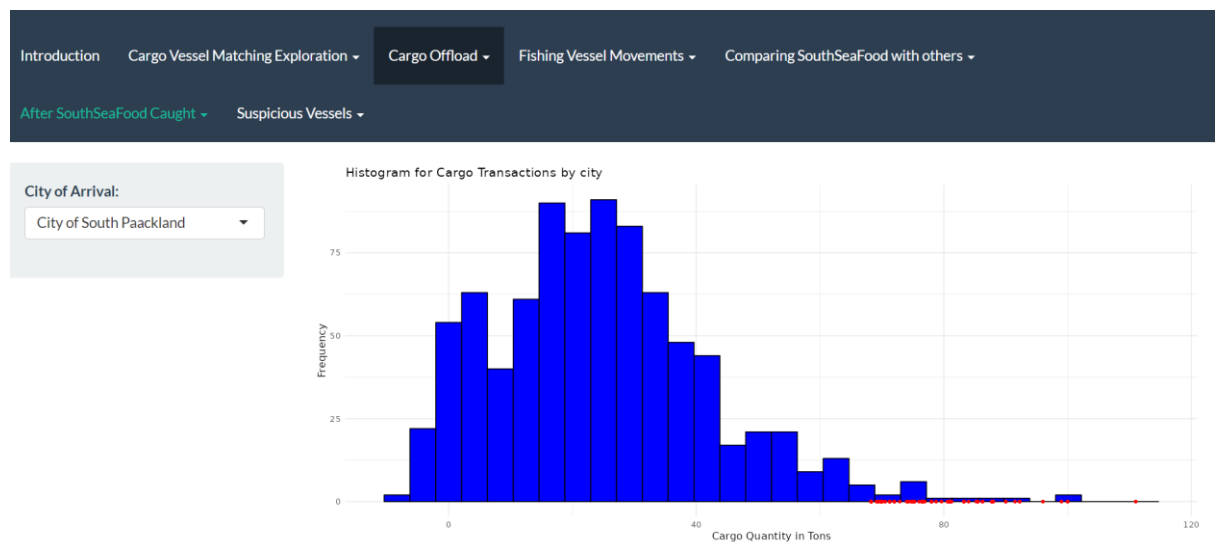 Introduction Cargo Vessel Matching Exploration Cargo Offload Fishing Vessel Movements Comparing SouthSeaFood with others
After SouthSeaFood Caught Suspicious Vessels
City of Arrival:
City of South Paackland
Histogram for Cargo Transactions by city
Frequency
75
50
25
0
0 40 80 120
Cargo Quantity in Tons